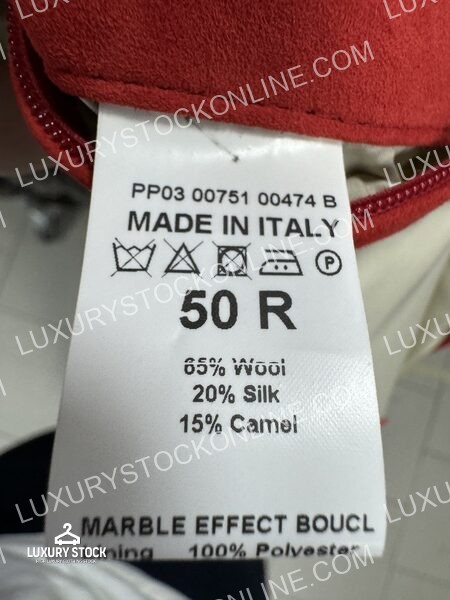 LUXURYSTOCKONLINE.COM
PP03 00751 00474 B
MADE IN ITALY
P
50 R
65% Wool
20% Silk
15% Camel
MARBLE EFFECT BOUCL
100% Polyester
LUXURY STOCK